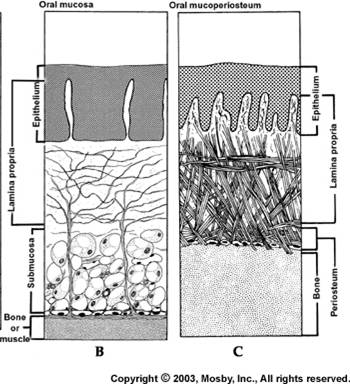 Oral mucosa
Oral mucoperiosteum
Epithelium
Lamina propria
Submucosa
Bone
or
muscle
Epithelium
Lamina propria
Periosteum
Bone
B
C
Copyright © 2003, Mosby, Inc., All rights reserved.